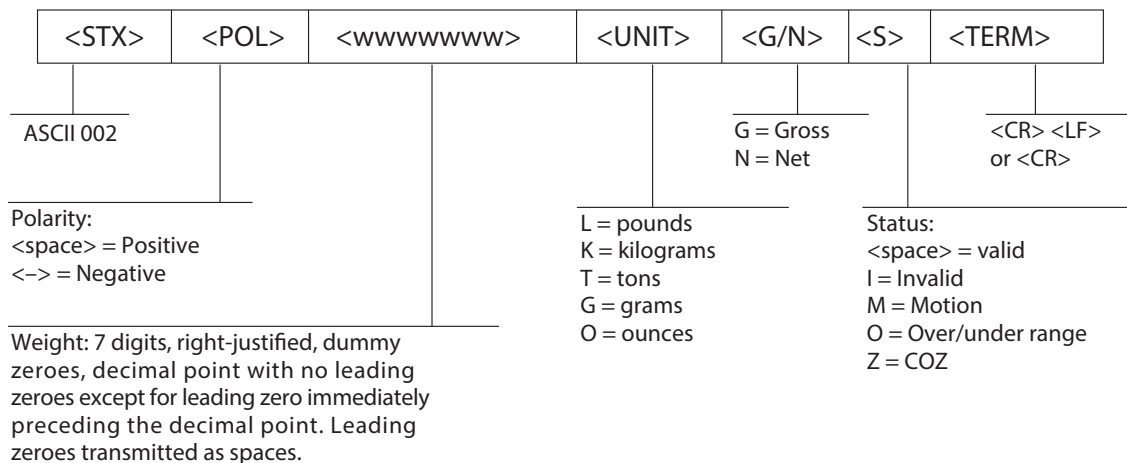 <STX> <POL> <wwwwwww> <UNIT> <G/N> <S> <TERM>
ASCII 002
G = Gross
N = Net
<CR> <LF>
or <CR>
Polarity:
<space> = Positive
<–> = Negative
L = pounds
K = kilograms
T = tons
G = grams
O = ounces
Status:
<space> = valid
I = Invalid
M = Motion
O = Over/under range
Z = COZ
Weight: 7 digits, right-justified, dummy
zeroes, decimal point with no leading
zeroes except for leading zero immediately
preceding the decimal point. Leading
zeroes transmitted as spaces.